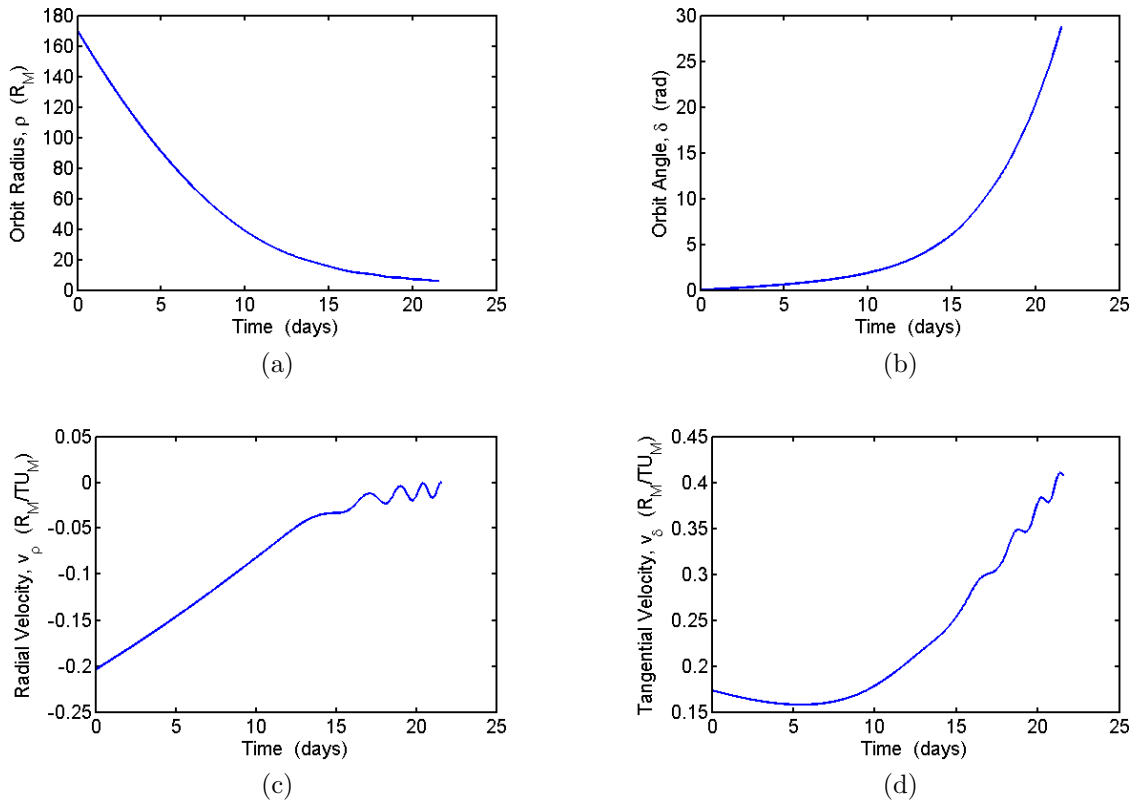 180
160
140
120
100
80
60
40
20
0
0 5 10 15 20 25
Orbit Radius, ρ (R_M)
Time (days)
(a)
30
25
20
15
10
5
0
0 5 10 15 20 25
Orbit Angle, δ (rad)
Time (days)
(b)
0.05
0
-0.05
-0.1
-0.15
-0.2
-0.25
0 5 10 15 20 25
Radial Velocity, v_ρ (R_M/TU_M)
Time (days)
(c)
0.45
0.4
0.35
0.3
0.25
0.2
0.15
0 5 10 15 20 25
Tangential Velocity, v_δ (R_M/TU_M)
Time (days)
(d)